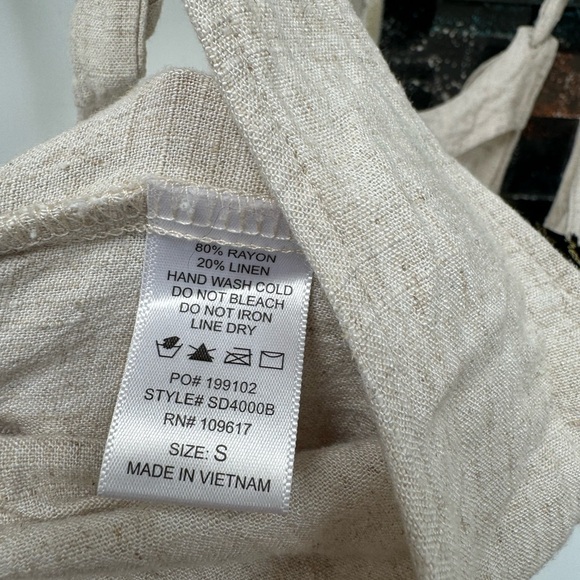 80% RAYON
20% LINEN
HAND WASH COLD
DO NOT BLEACH
DO NOT IRON
LINE DRY
PO# 199102
STYLE# SD4000B
RN# 109617
SIZE: S
MADE IN VIETNAM